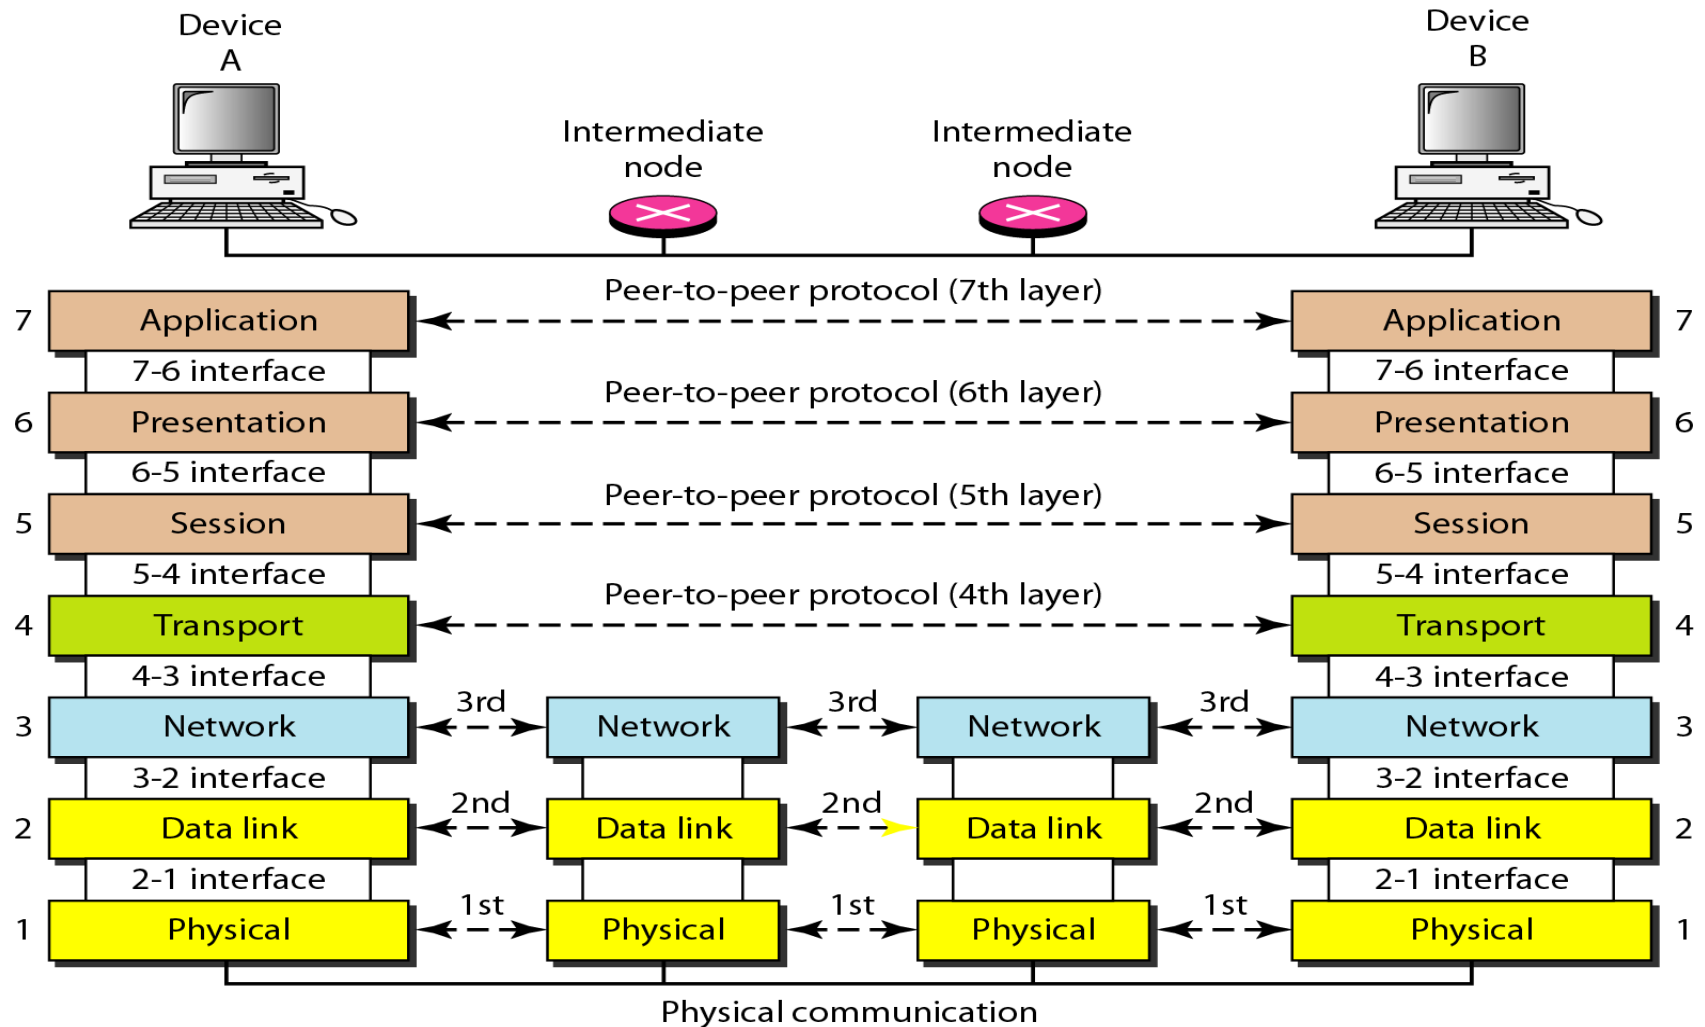 Device
A
Device
B
Intermediate
node
Intermediate
node
Peer-to-peer protocol (7th layer)
7 Application Application 7
7-6 interface 7-6 interface
Peer-to-peer protocol (6th layer)
6 Presentation Presentation 6
6-5 interface 6-5 interface
Peer-to-peer protocol (5th layer)
5 Session Session 5
5-4 interface 5-4 interface
Peer-to-peer protocol (4th layer)
4 Transport Transport 4
4-3 interface 4-3 interface
3rd 3rd 3rd
3 Network Network Network Network 3
3-2 interface 3-2 interface
2nd 2nd 2nd
2 Data link Data link Data link Data link 2
2-1 interface 2-1 interface
1st 1st 1st
1 Physical Physical Physical Physical 1
Physical communication